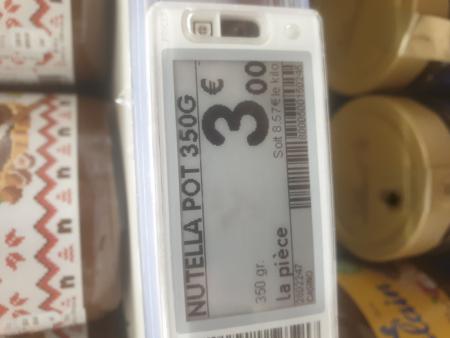 NUTELLA POT 350G
3€00
350 gr.
Soit 8.57€ le kilo
La pièce
CASINO